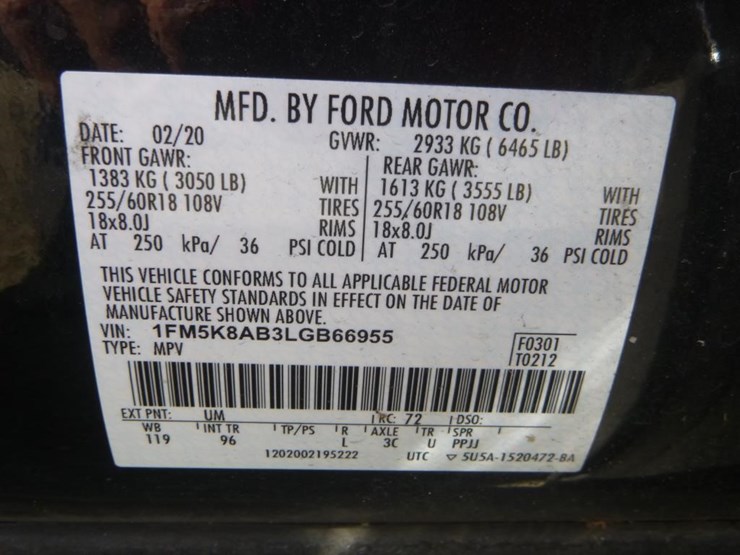 MFD. BY FORD MOTOR CO.
DATE: 02/20 GVWR: 2933 KG ( 6465 LB)
FRONT GAWR: REAR GAWR:
1383 KG ( 3050 LB) WITH 1613 KG ( 3555 LB) WITH
255/60R18 108V TIRES 255/60R18 108V TIRES
18x8.0J RIMS 18x8.0J RIMS
AT 250 kPa/ 36 PSI COLD AT 250 kPa/ 36 PSI COLD
THIS VEHICLE CONFORMS TO ALL APPLICABLE FEDERAL MOTOR
VEHICLE SAFETY STANDARDS IN EFFECT ON THE DATE OF
MANUFACTURE SHOWN ABOVE.
VIN: 1FM5K8AB3LGB66955 F0301
TYPE: MPV T0212
EXT PNT: UM RC: 72 DSO:
WB INT TR TP/PS R AXLE TR SPR
119 96 L 3C U PPJJ
1202002195222 UTC ▽ 5U5A-1520472-BA